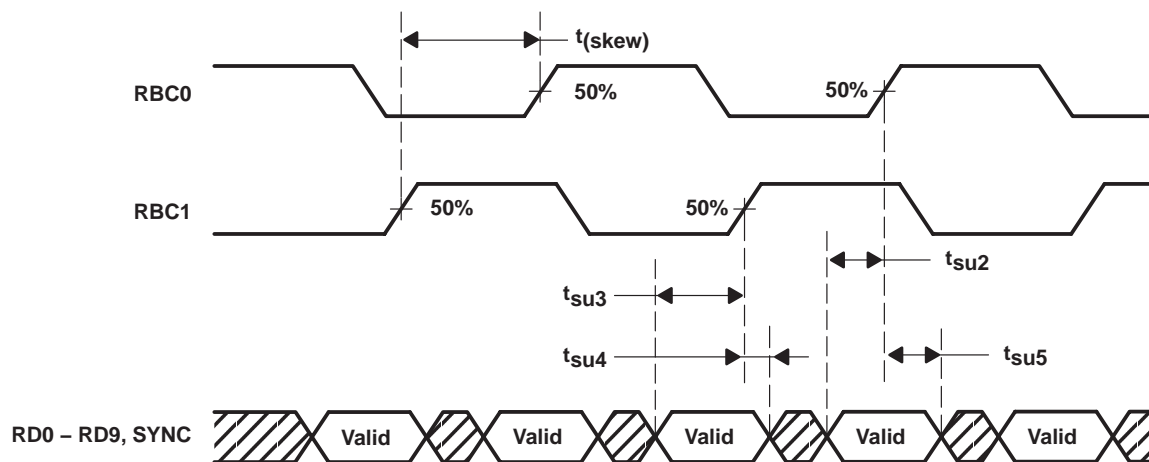 t(skew)
RBC0
50%
50%
RBC1
50%
50%
tsu2
tsu3
tsu4
tsu5
RD0 – RD9, SYNC
Valid
Valid
Valid
Valid
Valid